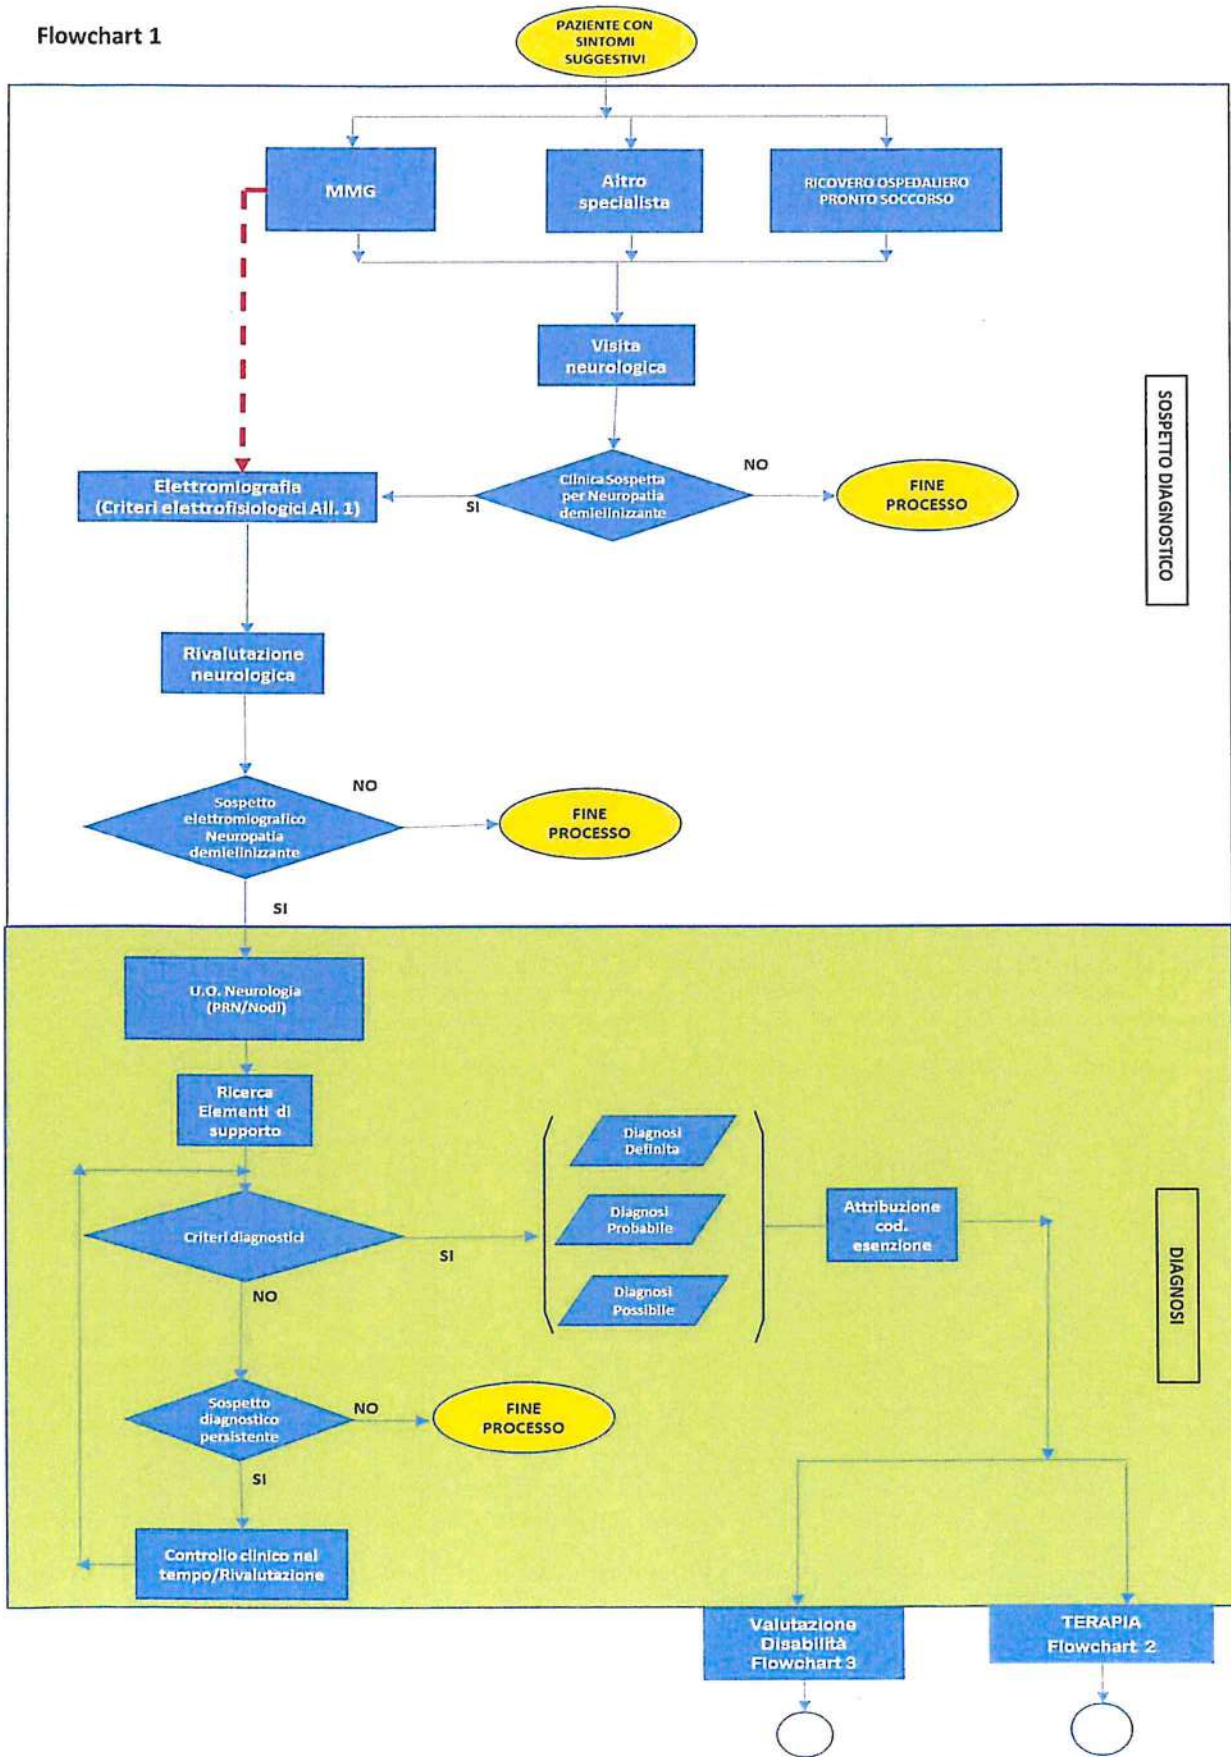 Flowchart 1
PAZIENTE CON
SINTOMI
SUGGESTIVI
MMG
Altro
specialista
RICOVERO OSPEDALIERO
PRONTO SOCCORSO
Visita
neurologica
Elettromiografia
(Criteri elettrofisiologici All. 1)
SI
Clinica Sospetta
per Neuropatia
demielinizzante
NO
FINE
PROCESSO
SOSPETTO DIAGNOSTICO
Rivalutazione
neurologica
Sospetto
elettromiografico
Neuropatia
demielinizzante
NO
FINE
PROCESSO
SI
U.O. Neurologia
(PRN/Nodi)
Ricerca
Elementi di
supporto
Criteri diagnostici
SI
Diagnosi
Definita
Diagnosi
Probabile
Diagnosi
Possibile
Attribuzione
cod.
esenzione
DIAGNOSI
NO
Sospetto
diagnostico
persistente
NO
FINE
PROCESSO
SI
Controllo clinico nel
tempo/Rivalutazione
Valutazione
Disabilità
Flowchart 3
TERAPIA
Flowchart 2